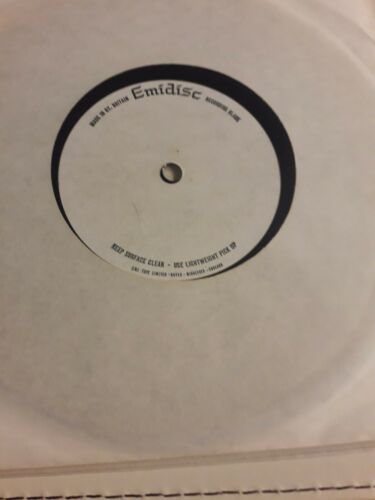 MADE IN GT. BRITAIN Emidisc RECORDING BLANK
KEEP SURFACE CLEAN - USE LIGHTWEIGHT PICK UP
EMI TAPE LIMITED · HAYES · MIDDLESEX · ENGLAND